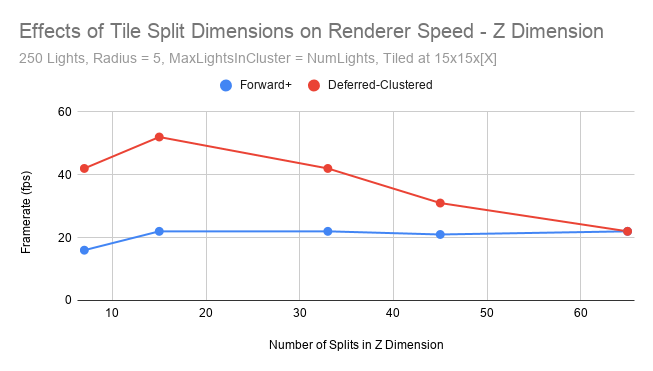 Effects of Tile Split Dimensions on Renderer Speed - Z Dimension
250 Lights, Radius = 5, MaxLightsInCluster = NumLights, Tiled at 15x15x[X]
Forward+ Deferred-Clustered
Framerate (fps)
60
40
20
0
10 20 30 40 50 60
Number of Splits in Z Dimension